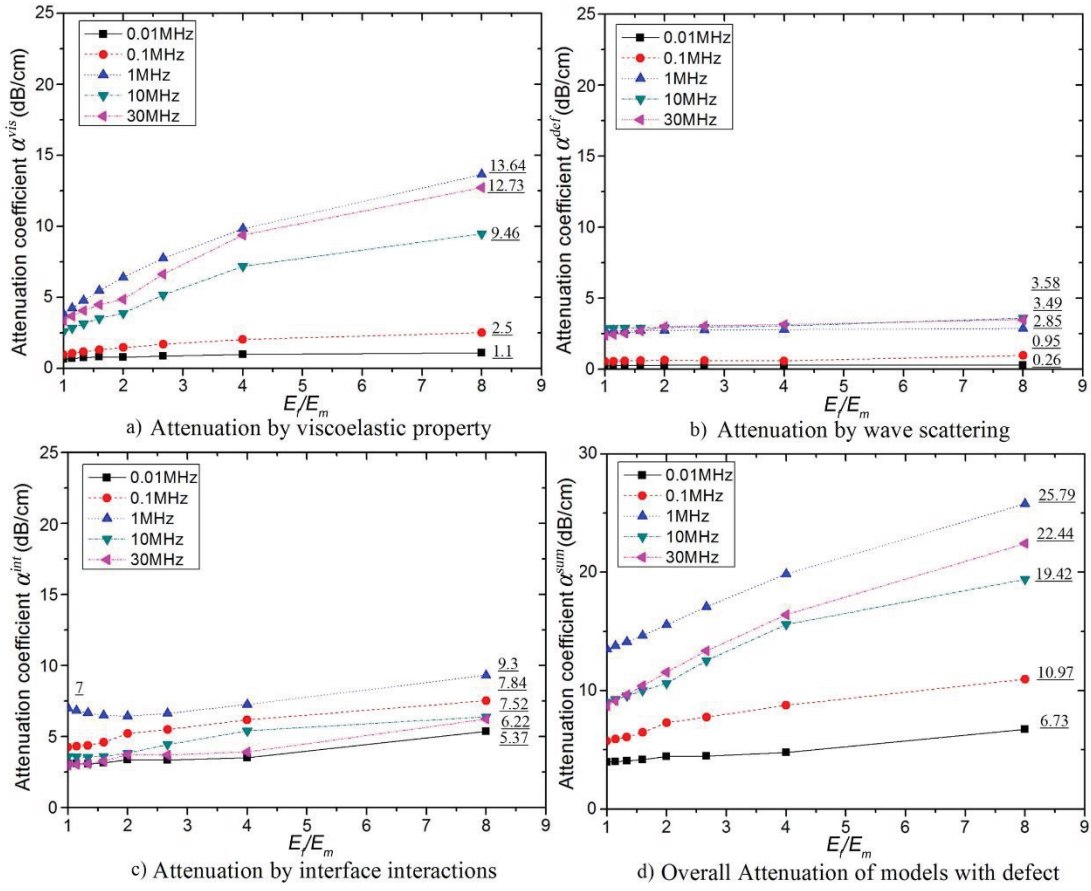 0.01MHz
0.1MHz
1MHz
10MHz
30MHz
Attenuation coefficient α^vis (dB/cm)
25
20
15
10
5
0
13.64
12.73
9.46
2.5
1.1
1 2 3 4 5 6 7 8 9
E_f/E_m
a) Attenuation by viscoelastic property
0.01MHz
0.1MHz
1MHz
10MHz
30MHz
Attenuation coefficient α^def (dB/cm)
25
20
15
10
5
0
3.58
3.49
2.85
0.95
0.26
1 2 3 4 5 6 7 8 9
E_f/E_m
b) Attenuation by wave scattering
0.01MHz
0.1MHz
1MHz
10MHz
30MHz
Attenuation coefficient α^int (dB/cm)
25
20
15
10
5
0
7
9.3
7.84
7.52
6.22
5.37
1 2 3 4 5 6 7 8 9
E_f/E_m
c) Attenuation by interface interactions
0.01MHz
0.1MHz
1MHz
10MHz
30MHz
Attenuation coefficient α^sum (dB/cm)
30
20
10
0
25.79
22.44
19.42
10.97
6.73
1 2 3 4 5 6 7 8 9
E_f/E_m
d) Overall Attenuation of models with defect